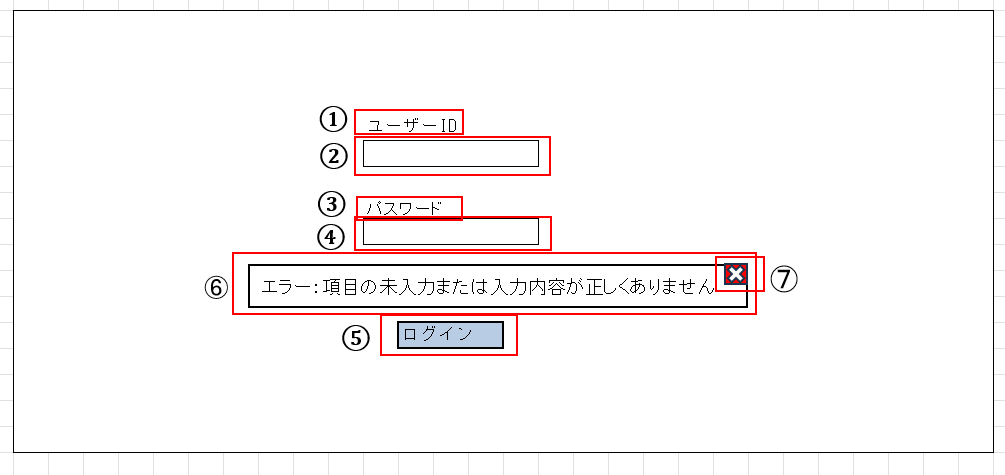 ① ユーザーID
②
③ パスワード
④
⑥ エラー：項目の未入力または入力内容が正しくありません ⑦
⑤ ログイン